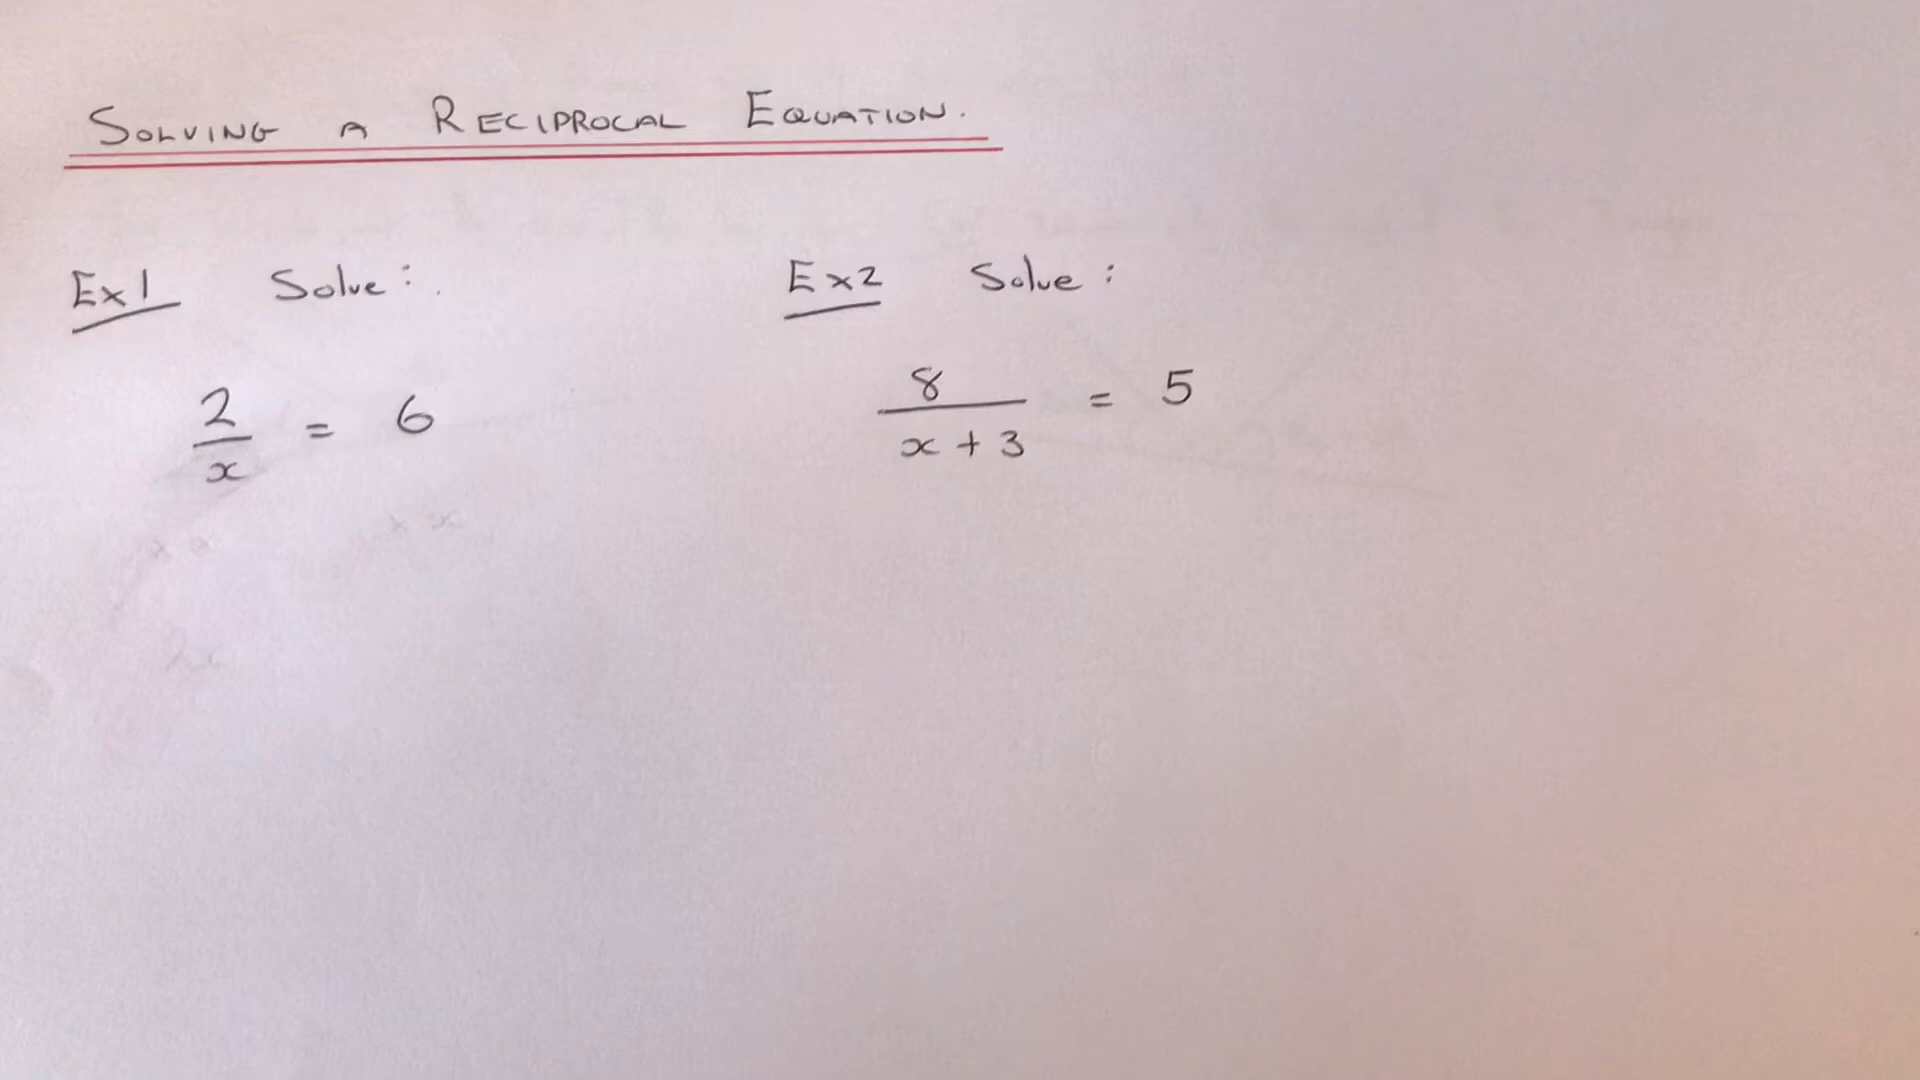 SOLVING A RECIPROCAL EQUATION.
Ex1 Solve:
2/x = 6
Ex2 Solve:
8/(x + 3) = 5